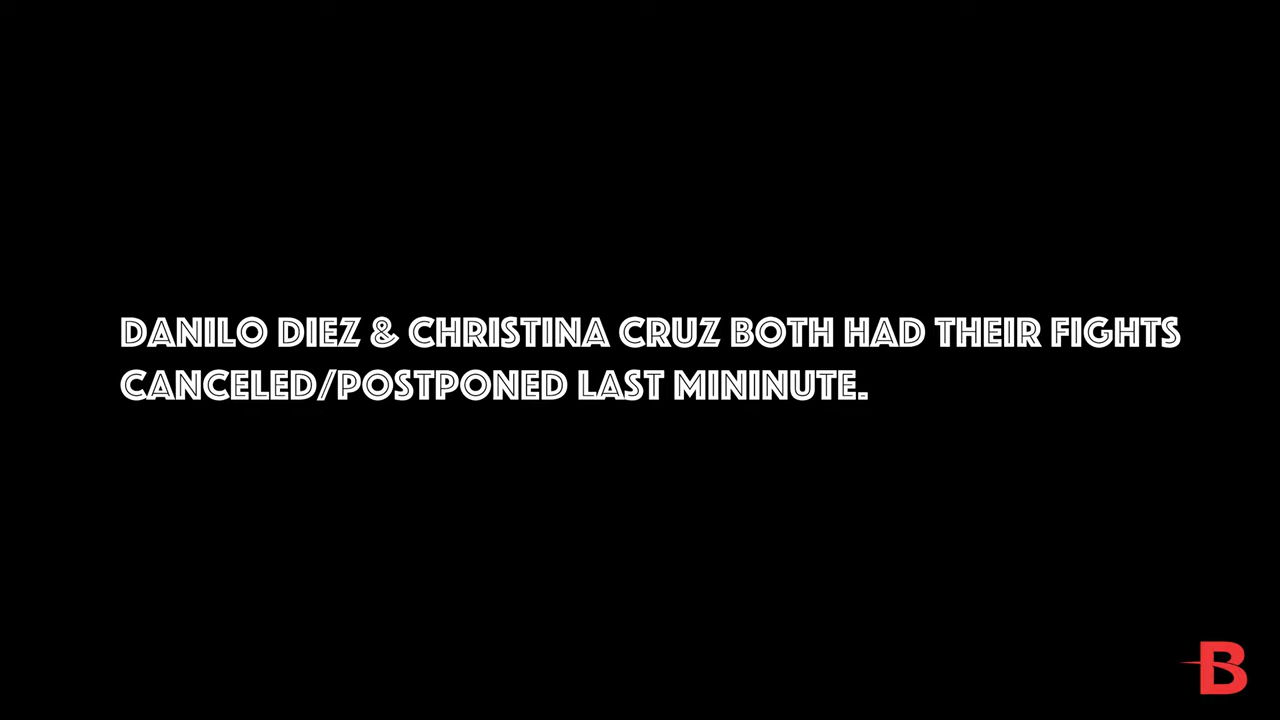 DANILO DIEZ & CHRISTINA CRUZ BOTH HAD THEIR FIGHTS
CANCELED/POSTPONED LAST MININUTE.
B